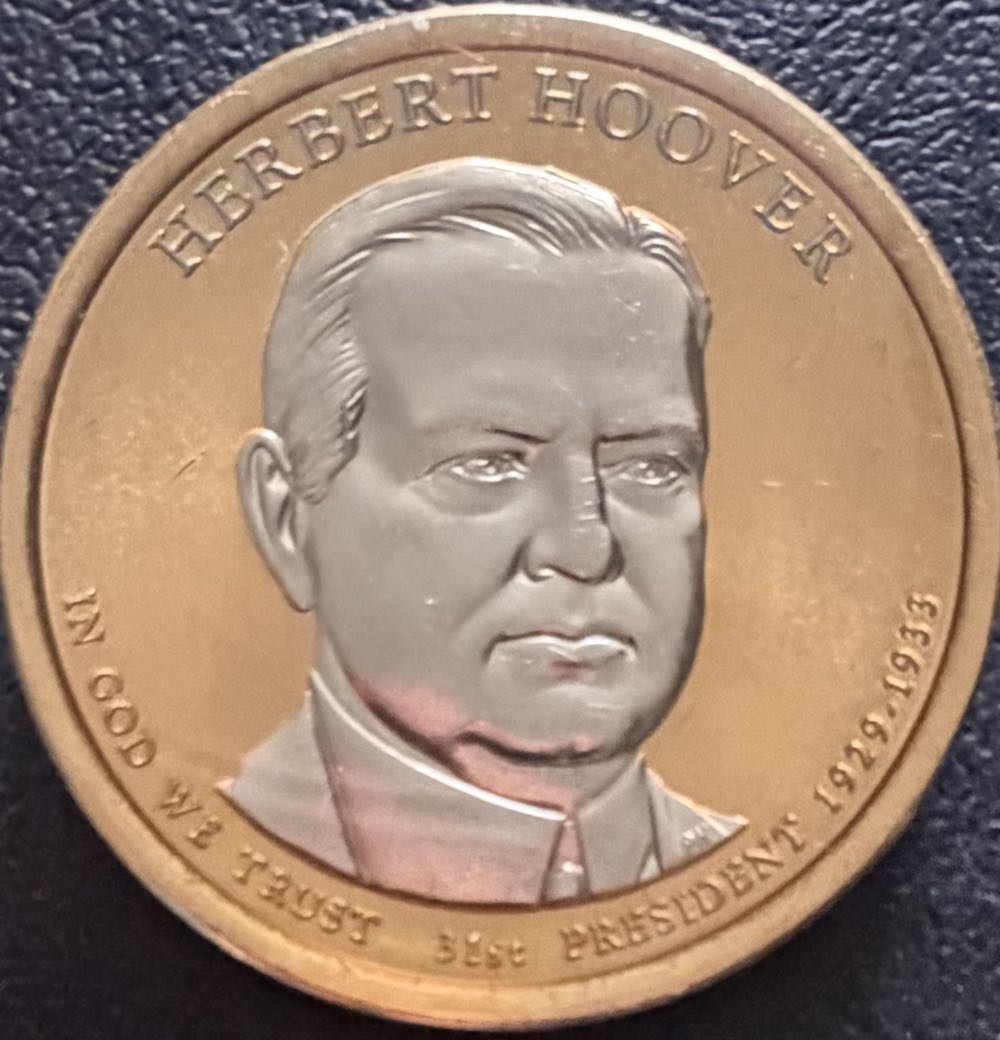 HERBERT HOOVER
IN GOD WE TRUST
31st PRESIDENT 1929-1933